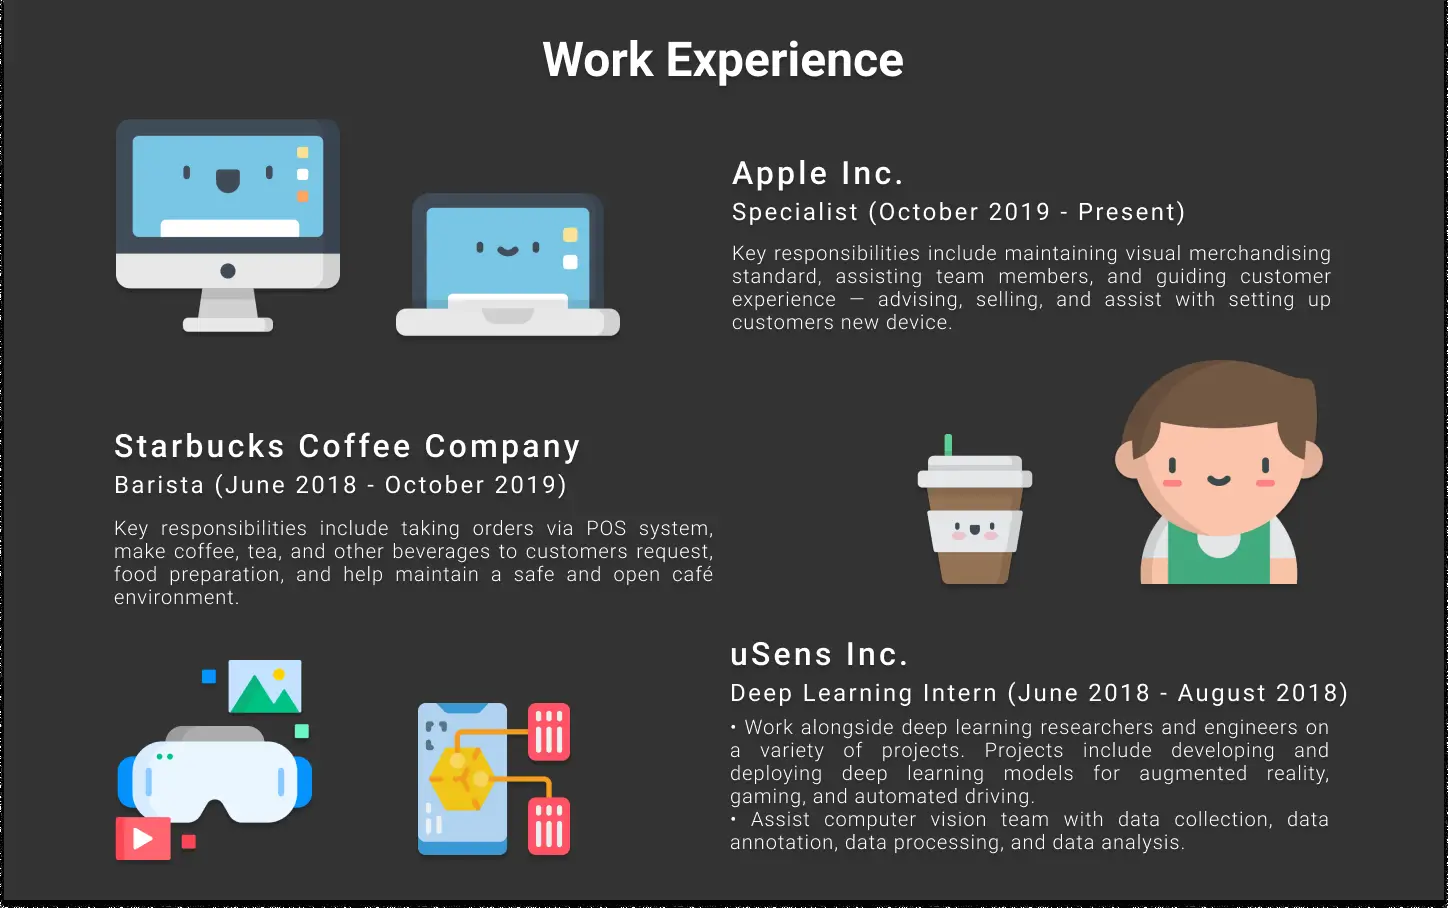 Work Experience
Apple Inc.
Specialist (October 2019 - Present)
Key responsibilities include maintaining visual merchandising
standard, assisting team members, and guiding customer
experience — advising, selling, and assist with setting up
customers new device.
Starbucks Coffee Company
Barista (June 2018 - October 2019)
Key responsibilities include taking orders via POS system,
make coffee, tea, and other beverages to customers request,
food preparation, and help maintain a safe and open café
environment.
uSens Inc.
Deep Learning Intern (June 2018 - August 2018)
• Work alongside deep learning researchers and engineers on
a variety of projects. Projects include developing and
deploying deep learning models for augmented reality,
gaming, and automated driving.
• Assist computer vision team with data collection, data
annotation, data processing, and data analysis.